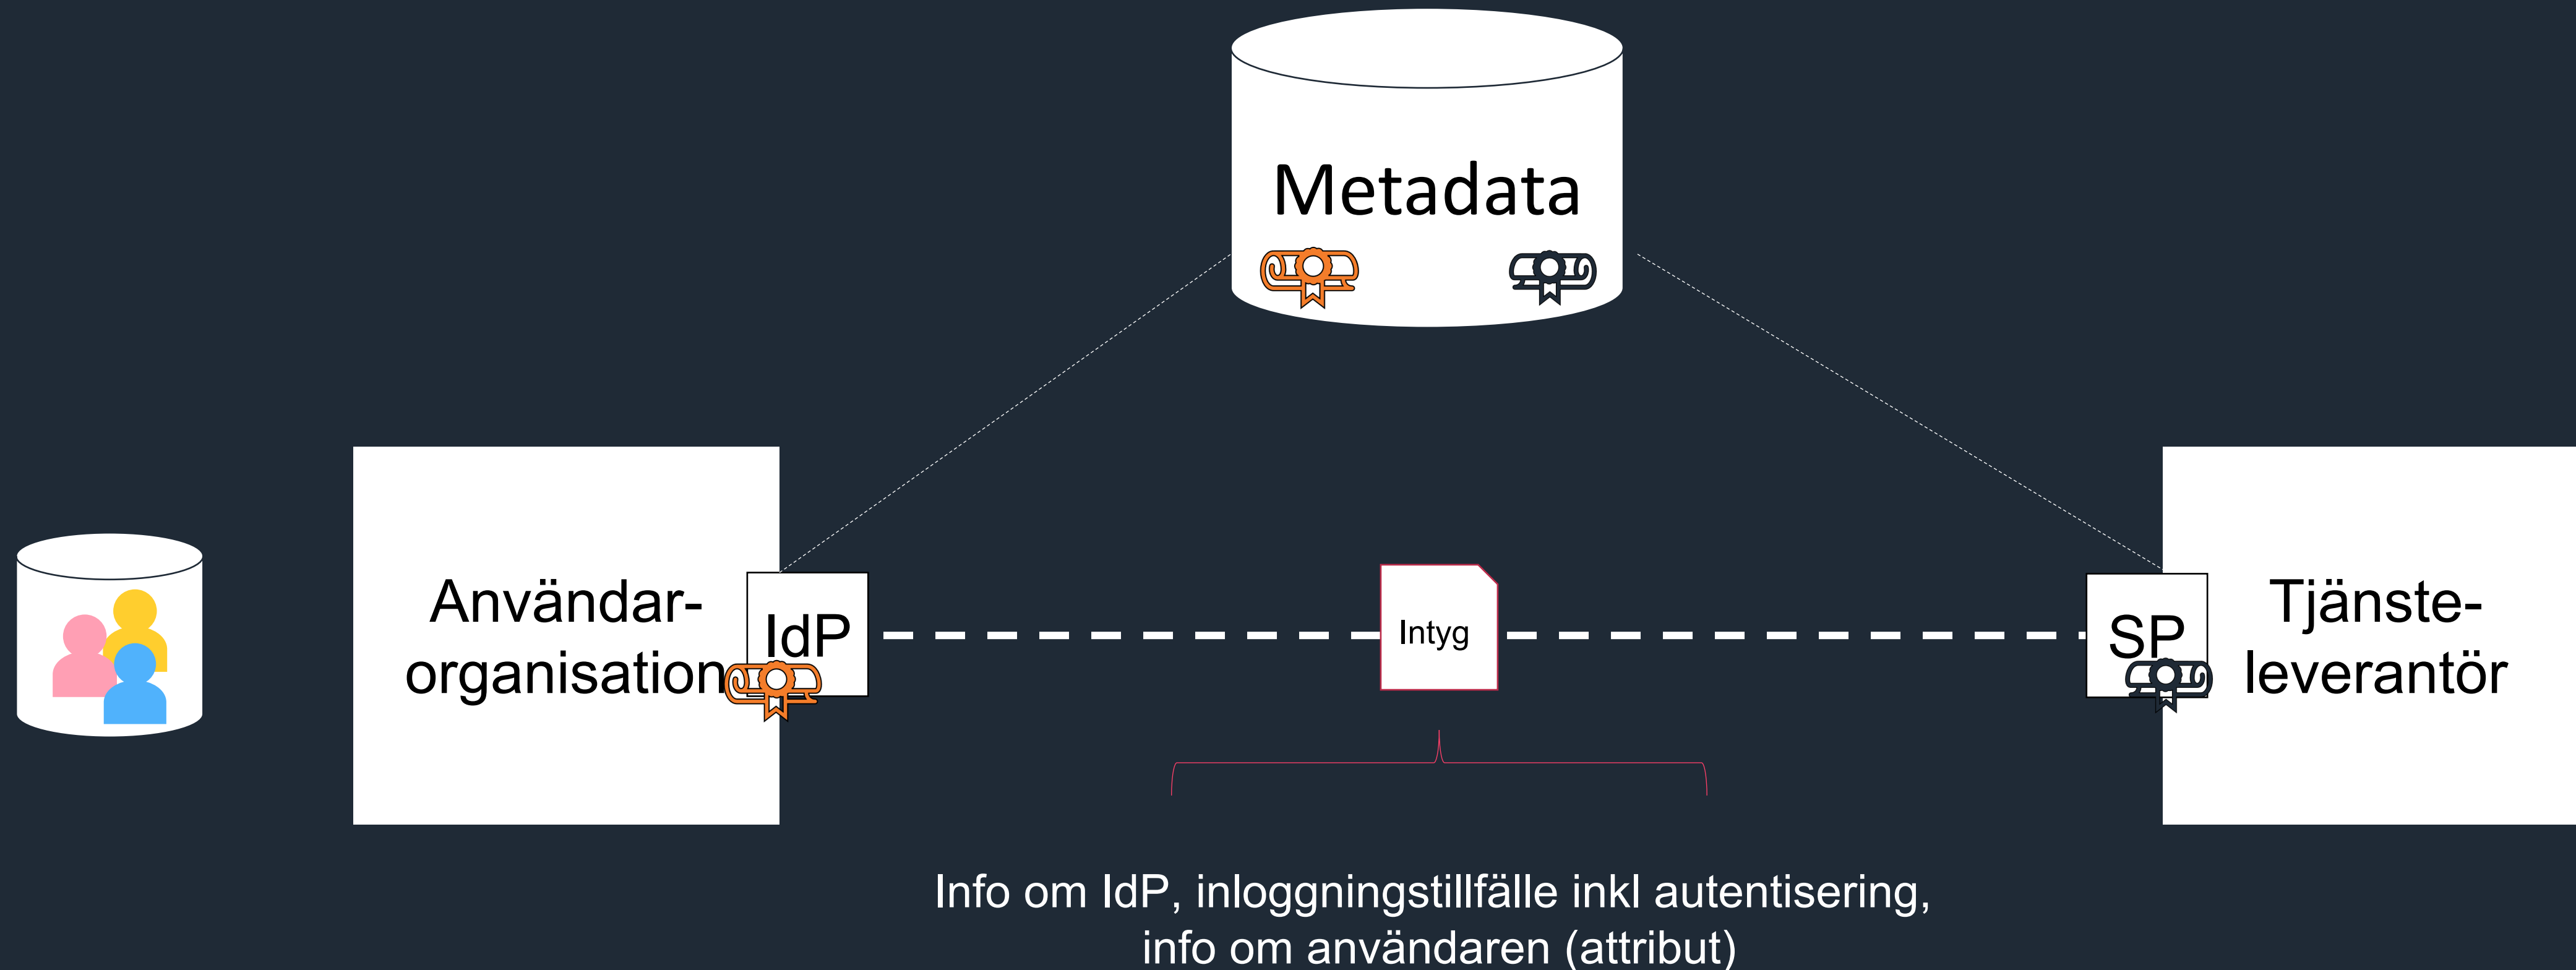 Metadata
Användar-
organisation
IdP
Intyg
SP
Tjänste-
leverantör
Info om IdP, inloggningstillfälle inkl autentisering,
info om användaren (attribut)